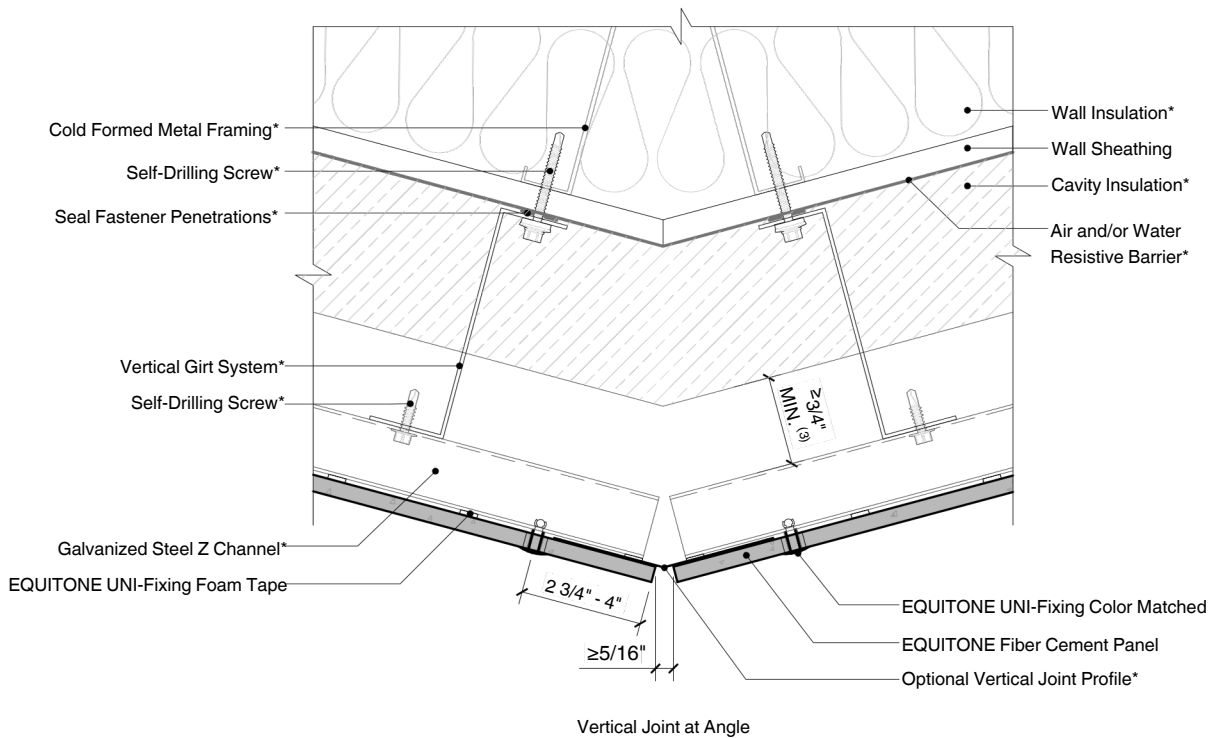 Cold Formed Metal Framing*
Self-Drilling Screw*
Seal Fastener Penetrations*
Vertical Girt System*
Self-Drilling Screw*
Galvanized Steel Z Channel*
EQUITONE UNI-Fixing Foam Tape
Wall Insulation*
Wall Sheathing
Cavity Insulation*
Air and/or Water
Resistive Barrier*
≥3/4"
MIN. (3)
2 3/4" - 4"
≥5/16"
EQUITONE UNI-Fixing Color Matched
EQUITONE Fiber Cement Panel
Optional Vertical Joint Profile*
Vertical Joint at Angle